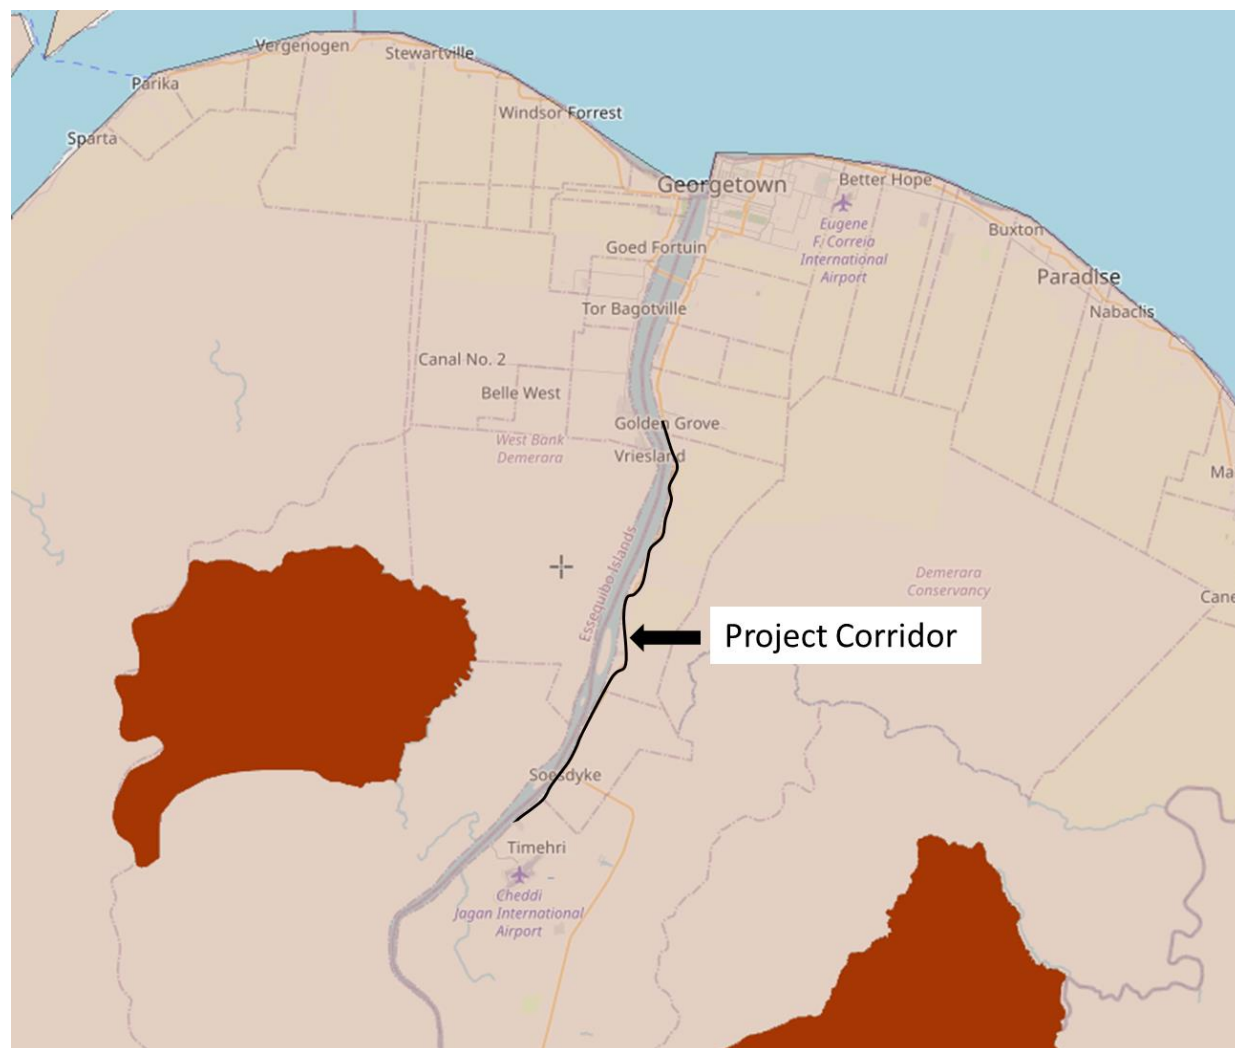 Vergenogen
Stewartville
Parika
Windsor Forrest
Sparta
Georgetown
Better Hope
Eugene
F. Correia
International
Airport
Buxton
Goed Fortuin
Paradise
Tor Bagotville
Nabaclis
Canal No. 2
Belle West
Golden Grove
West Bank
Demerara
Vriesland
Ma
Essequibo Islands
Demerara
Conservancy
Cane
Project Corridor
Soesdyke
Timehri
Cheddi
Jagan International
Airport